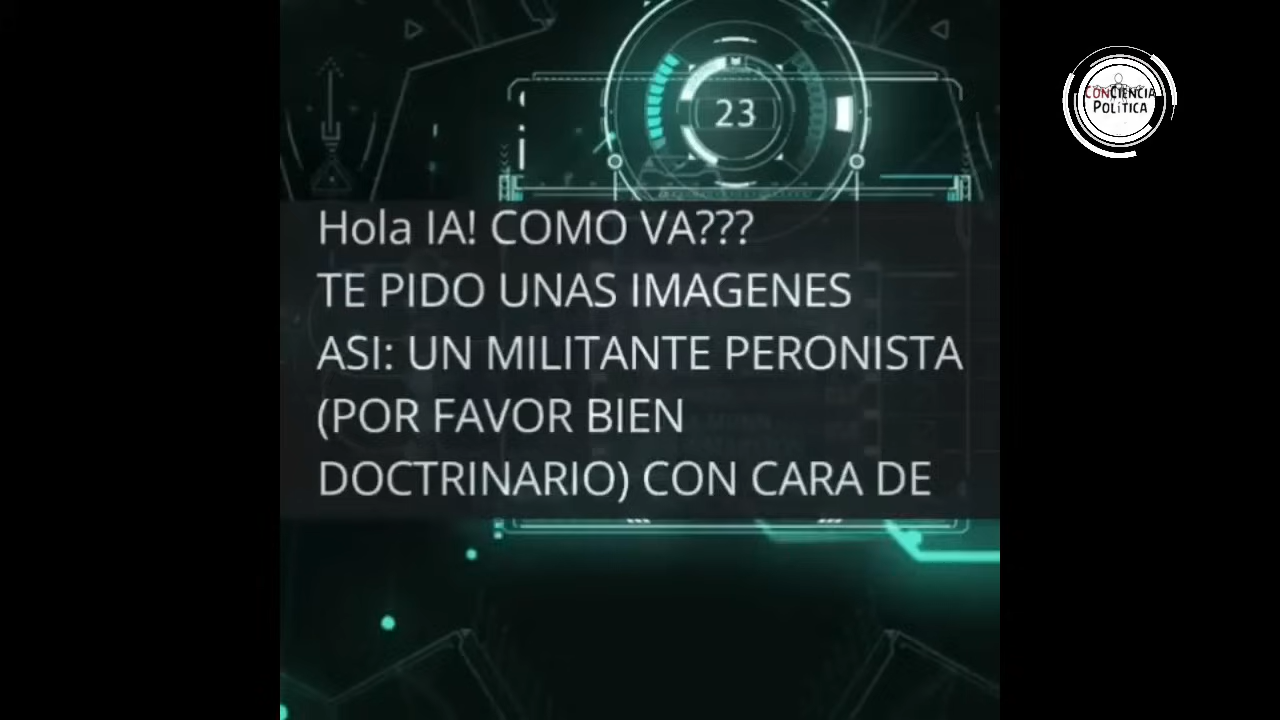 23
CONCIENCIA
POLÍTICA
Hola IA! COMO VA???
TE PIDO UNAS IMAGENES
ASI: UN MILITANTE PERONISTA
(POR FAVOR BIEN
DOCTRINARIO) CON CARA DE